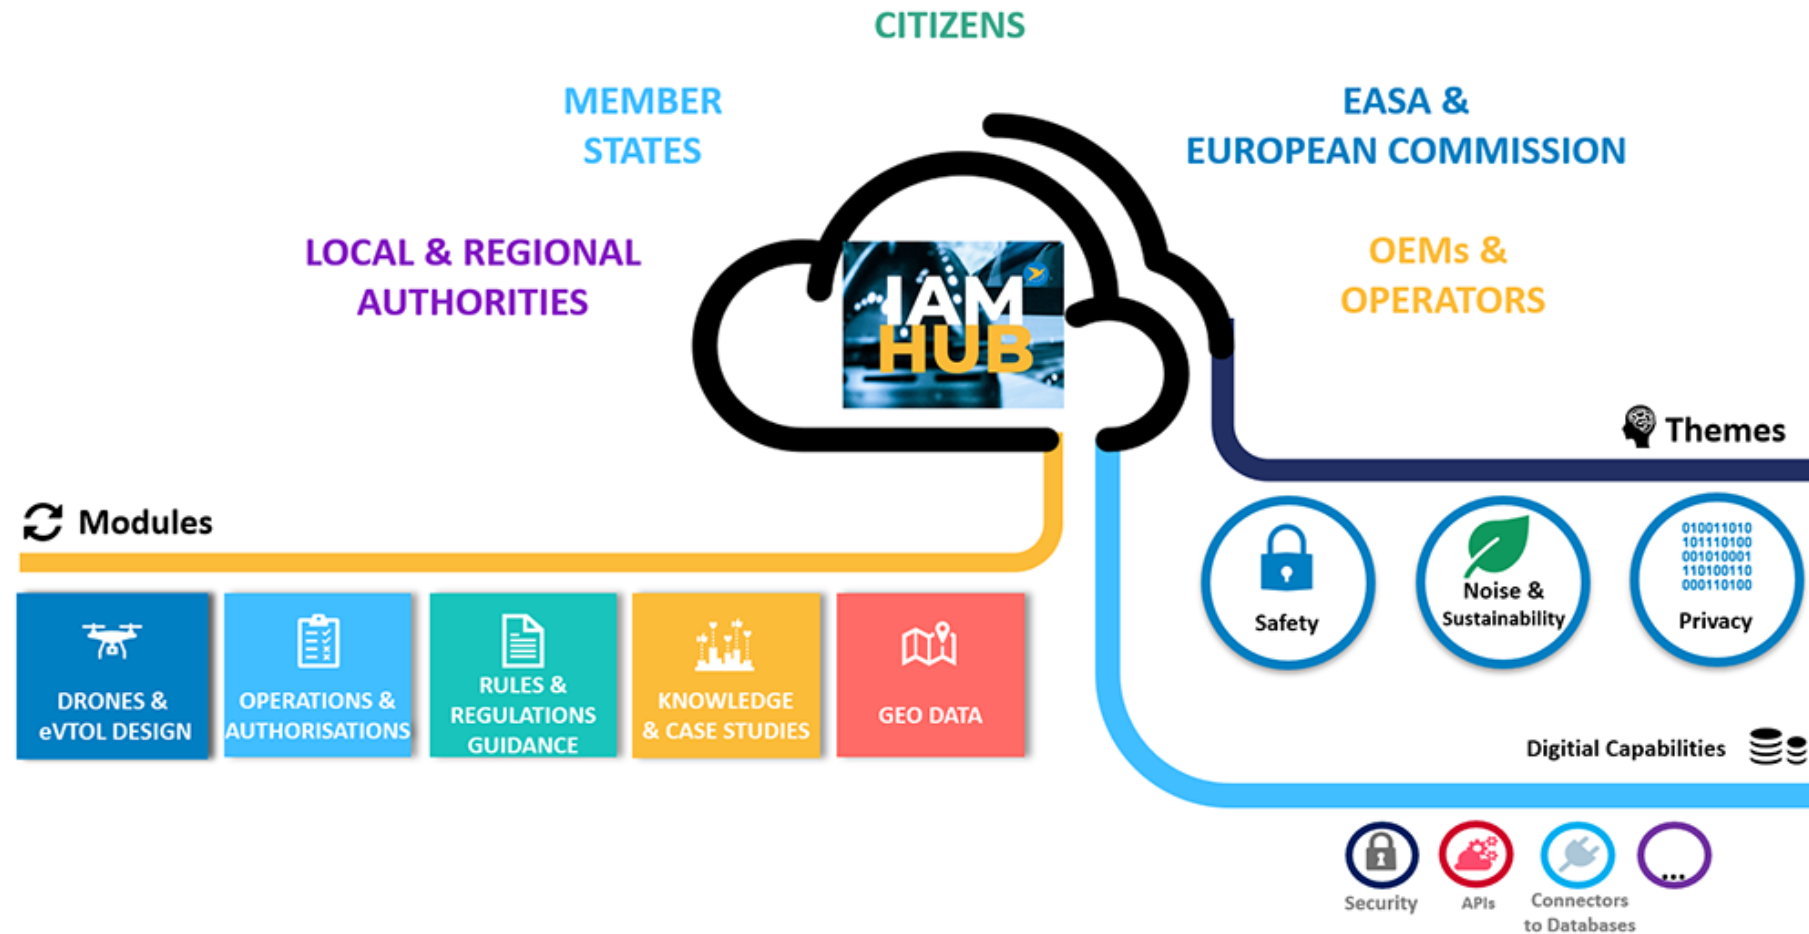 CITIZENS
MEMBER
STATES
EASA &
EUROPEAN COMMISSION
LOCAL & REGIONAL
AUTHORITIES
OEMs &
OPERATORS
IAM
HUB
Themes
Modules
010011010
101110100
001010001
110100110
000110100
Safety
Noise &
Sustainability
Privacy
DRONES &
eVTOL DESIGN
OPERATIONS &
AUTHORISATIONS
RULES &
REGULATIONS
GUIDANCE
KNOWLEDGE
& CASE STUDIES
GEO DATA
Digitial Capabilities
...
Security
APIs
Connectors
to Databases